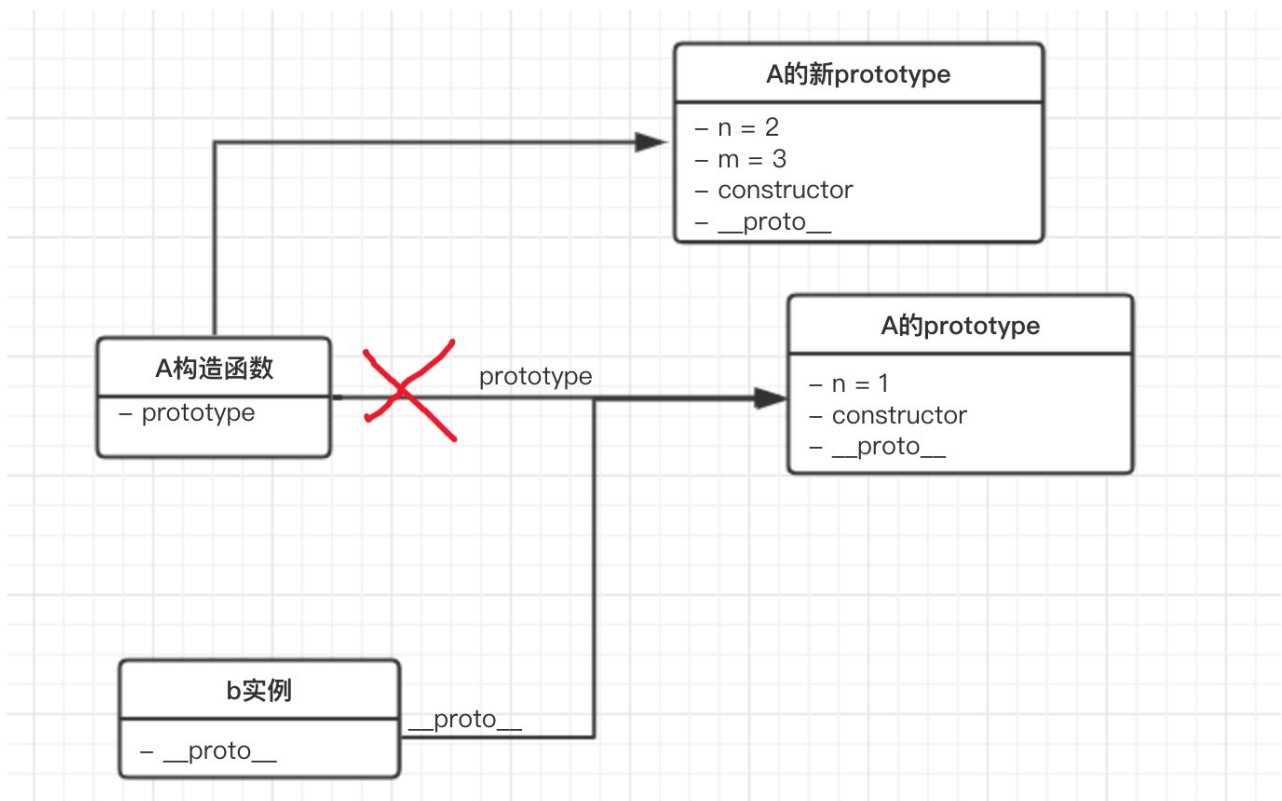 A的新prototype
– n = 2
– m = 3
– constructor
– __proto__
A构造函数
– prototype
prototype
A的prototype
– n = 1
– constructor
– __proto__
b实例
– __proto__
__proto__